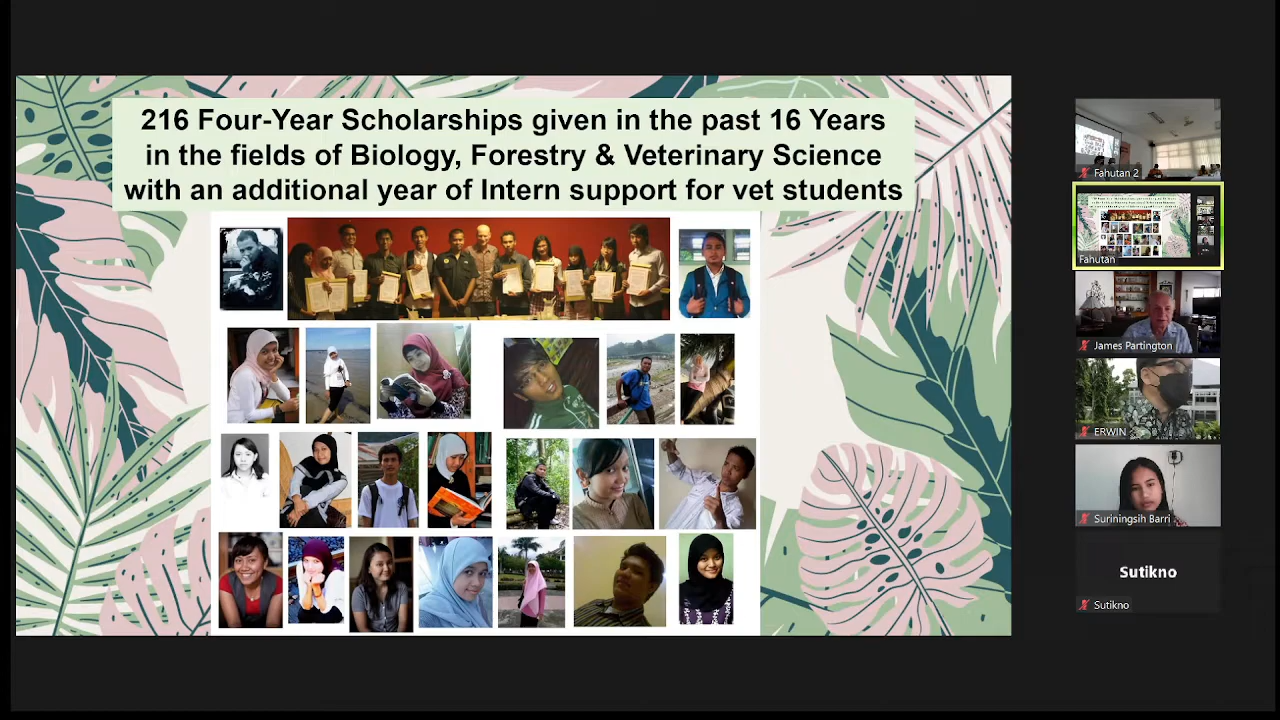 216 Four-Year Scholarships given in the past 16 Years
in the fields of Biology, Forestry & Veterinary Science
with an additional year of Intern support for vet students
Fahutan 2
Fahutan
James Partington
ERWIN
Suriningsih Barri
Sutikno
Sutikno